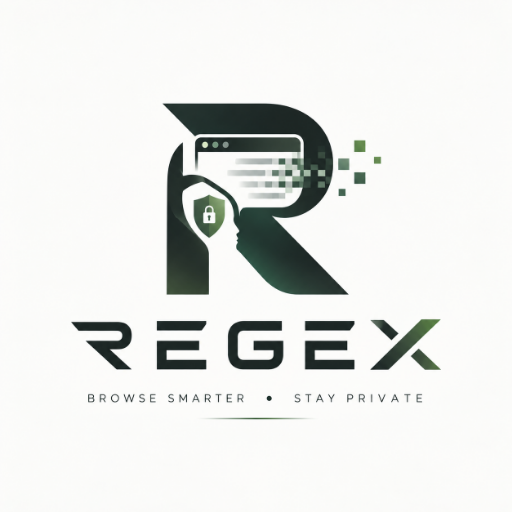 R
REGEX
BROWSE SMARTER • STAY PRIVATE